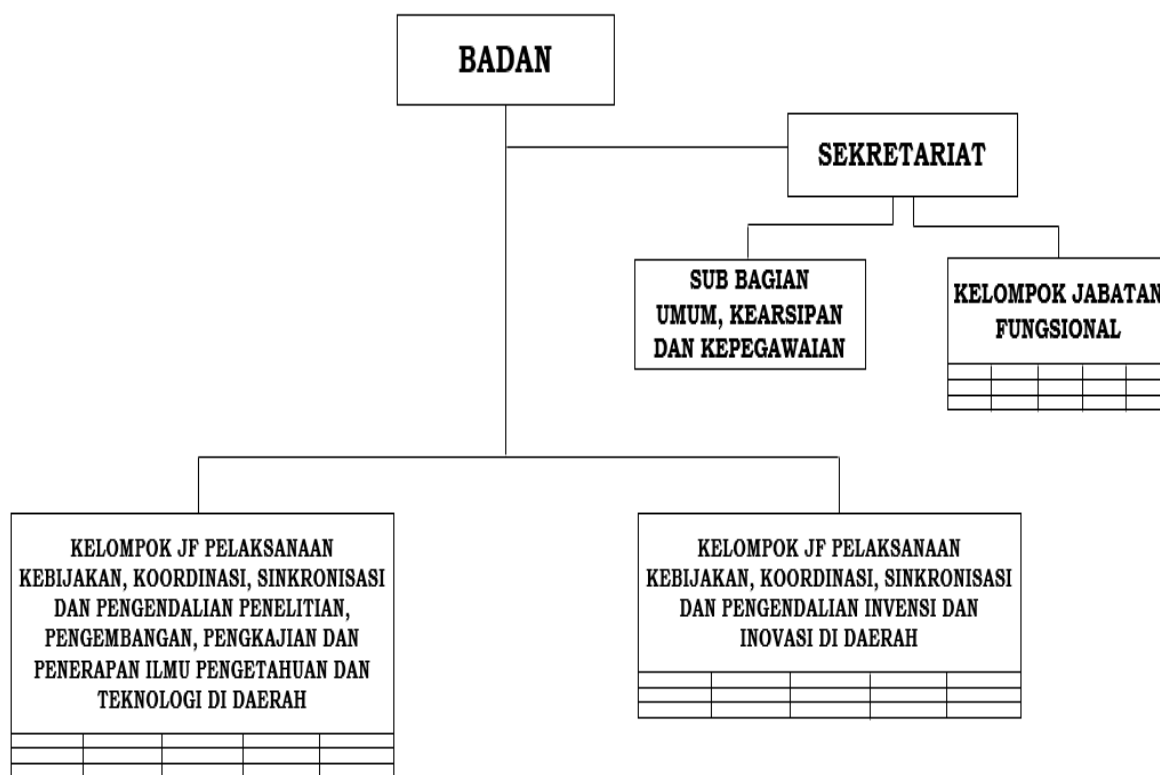 BADAN
SEKRETARIAT
SUB BAGIAN
UMUM, KEARSIPAN
DAN KEPEGAWAIAN
KELOMPOK JABATAN
FUNGSIONAL
KELOMPOK JF PELAKSANAAN
KEBIJAKAN, KOORDINASI, SINKRONISASI
DAN PENGENDALIAN PENELITIAN,
PENGEMBANGAN, PENGKAJIAN DAN
PENERAPAN ILMU PENGETAHUAN DAN
TEKNOLOGI DI DAERAH
KELOMPOK JF PELAKSANAAN
KEBIJAKAN, KOORDINASI, SINKRONISASI
DAN PENGENDALIAN INVENSI DAN
INOVASI DI DAERAH